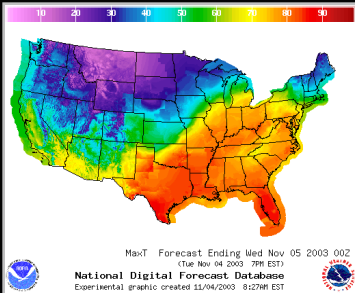 10 20 30 40 50 60 70 80 90
MaxT Forecast Ending Wed Nov 05 2003 00Z
(Tue Nov 04 2003 7PM EST)
National Digital Forecast Database
Experimental graphic created 11/04/2003 8:27AM EST
NOAA